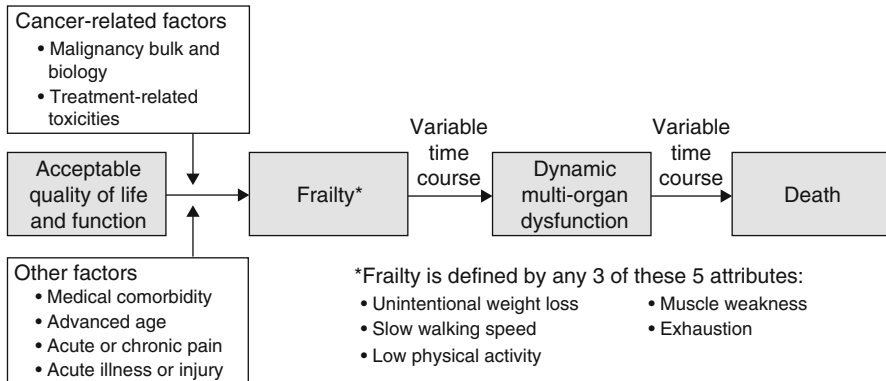 Cancer-related factors
• Malignancy bulk and
biology
• Treatment-related
toxicities
Acceptable
quality of life
and function
Frailty*
Variable
time
course
Dynamic
multi-organ
dysfunction
Variable
time
course
Death
Other factors
• Medical comorbidity
• Advanced age
• Acute or chronic pain
• Acute illness or injury
*Frailty is defined by any 3 of these 5 attributes:
• Unintentional weight loss
• Slow walking speed
• Low physical activity
• Muscle weakness
• Exhaustion